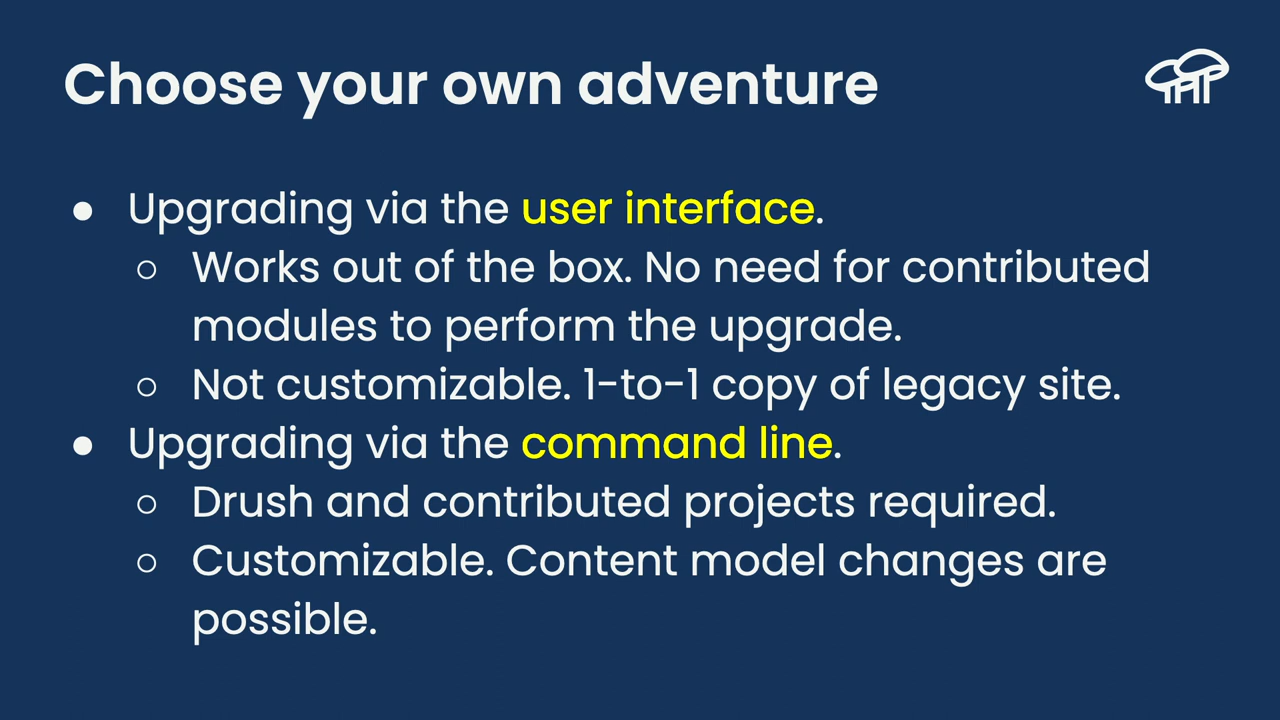 Choose your own adventure
● Upgrading via the user interface.
○ Works out of the box. No need for contributed
modules to perform the upgrade.
○ Not customizable. 1-to-1 copy of legacy site.
● Upgrading via the command line.
○ Drush and contributed projects required.
○ Customizable. Content model changes are
possible.